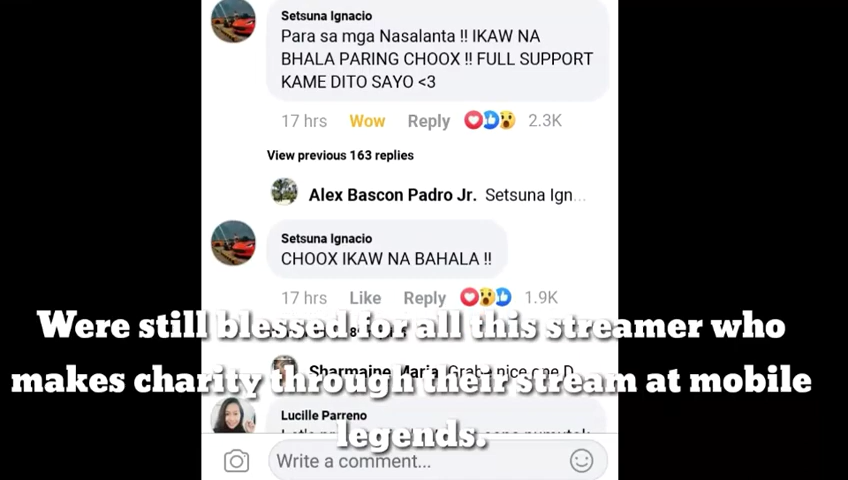 Setsuna Ignacio
Para sa mga Nasalanta !! IKAW NA
BHALA PARING CHOOX !! FULL SUPPORT
KAME DITO SAYO <3
17 hrs Wow Reply 2.3K
View previous 163 replies
Alex Bascon Padro Jr. Setsuna Ign...
Setsuna Ignacio
CHOOX IKAW NA BAHALA !!
17 hrs Like Reply 1.9K
Were still blessed for all this streamer who
makes charity through their stream at mobile
legends.
Sharmaine Maria nice one D
Lucille Parreno
Write a comment...